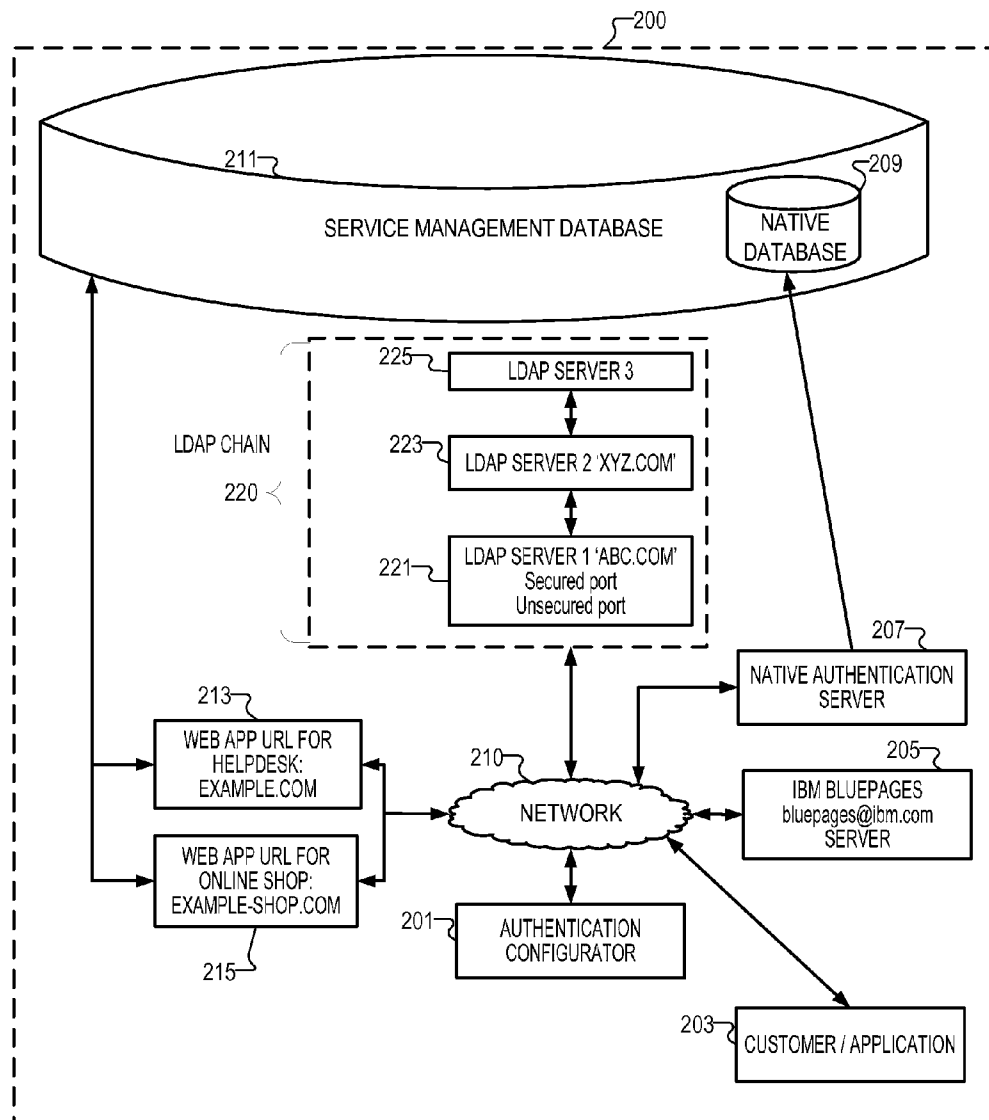 200
211
209
SERVICE MANAGEMENT DATABASE
NATIVE
DATABASE
225
LDAP SERVER 3
LDAP CHAIN
223
LDAP SERVER 2 'XYZ.COM'
220
221
LDAP SERVER 1 'ABC.COM'
Secured port
Unsecured port
207
NATIVE AUTHENTICATION
SERVER
213
WEB APP URL FOR
HELPDESK:
EXAMPLE.COM
210
NETWORK
205
IBM BLUEPAGES
bluepages@ibm.com
SERVER
WEB APP URL FOR
ONLINE SHOP:
EXAMPLE-SHOP.COM
215
201
AUTHENTICATION
CONFIGURATOR
203
CUSTOMER / APPLICATION